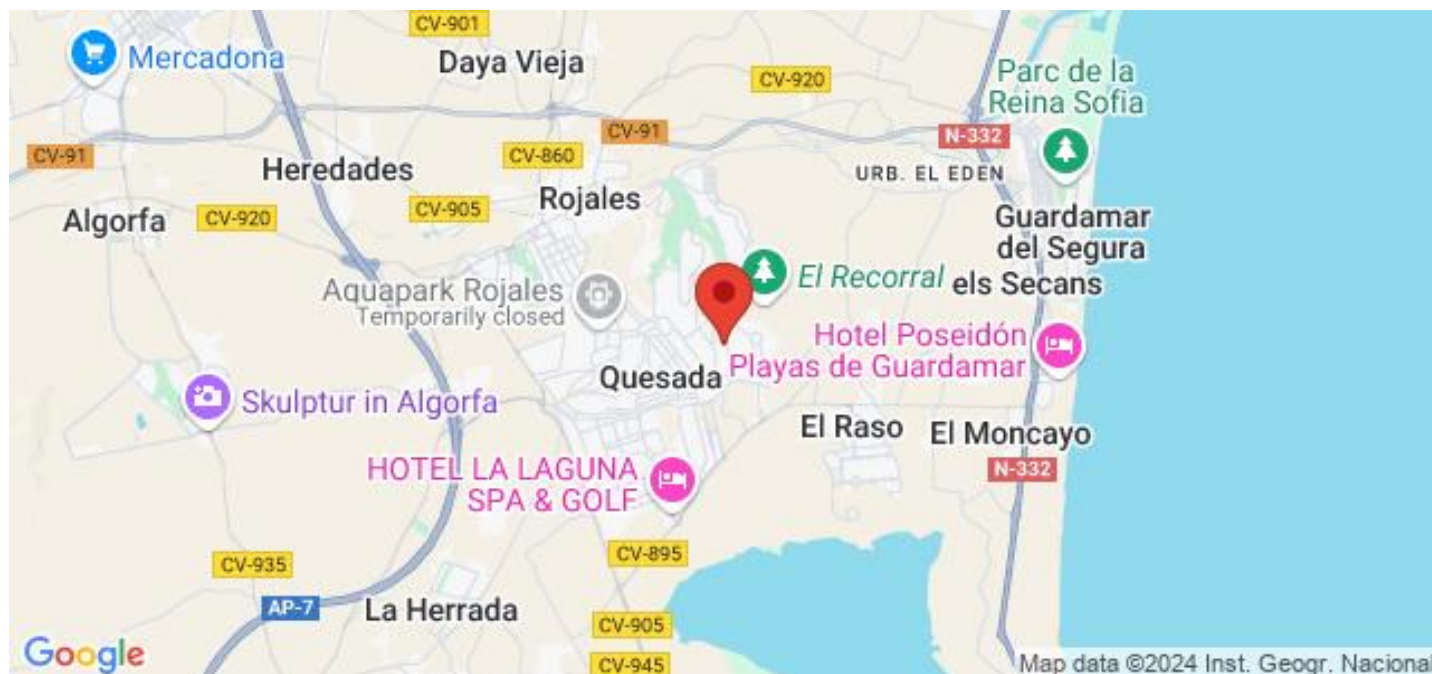 CV-901
Mercadona
Daya Vieja
CV-920
Parc de la
Reina Sofia
CV-91
N-332
CV-91
CV-860
Heredades
URB. EL EDEN
Rojales
CV-905
Algorfa
CV-920
Guardamar
del Segura
El Recorral
els Secans
Aquapark Rojales
Temporarily closed
Hotel Poseidón
Playas de Guardamar
Quesada
Skulptur in Algorfa
El Raso
El Moncayo
HOTEL LA LAGUNA
SPA & GOLF
N-332
CV-895
CV-935
AP-7
La Herrada
CV-905
Google
CV-945
Map data ©2024 Inst. Geogr. Nacional